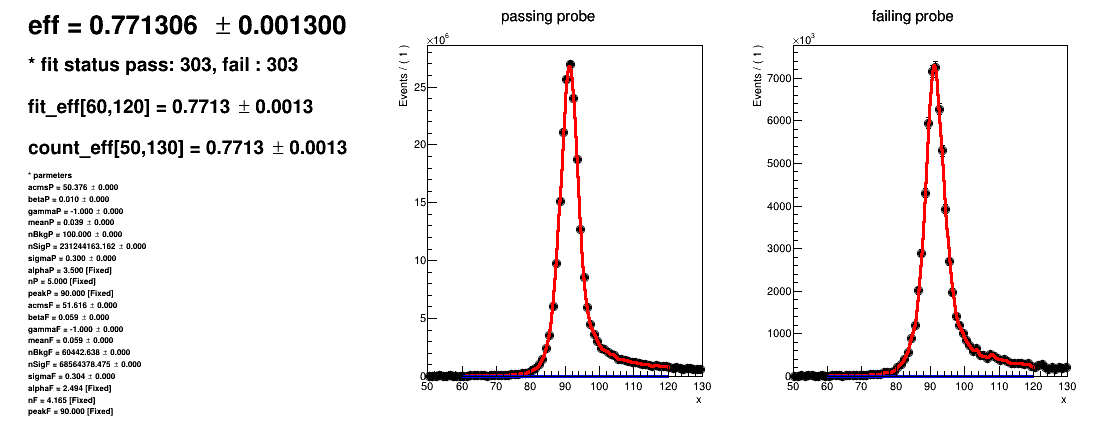 eff = 0.771306 ± 0.001300
* fit status pass: 303, fail : 303
fit_eff[60,120] = 0.7713 ± 0.0013
count_eff[50,130] = 0.7713 ± 0.0013
* parmeters
acmsP = 50.376 ± 0.000
betaP = 0.010 ± 0.000
gammaP = -1.000 ± 0.000
meanP = 0.039 ± 0.000
nBkgP = 100.000 ± 0.000
nSigP = 231244163.162 ± 0.000
sigmaP = 0.300 ± 0.000
alphaP = 3.500 [Fixed]
nP = 5.000 [Fixed]
peakP = 90.000 [Fixed]
acmsF = 51.616 ± 0.000
betaF = 0.059 ± 0.000
gammaF = -1.000 ± 0.000
meanF = 0.059 ± 0.000
nBkgF = 60442.638 ± 0.000
nSigF = 68564378.475 ± 0.000
sigmaF = 0.304 ± 0.000
alphaF = 2.494 [Fixed]
nF = 4.165 [Fixed]
peakF = 90.000 [Fixed]
passing probe
×10⁶
Events / ( 1 )
25
20
15
10
5
0
50 60 70 80 90 100 110 120 130
x
failing probe
×10³
Events / ( 1 )
7000
6000
5000
4000
3000
2000
1000
0
50 60 70 80 90 100 110 120 130
x